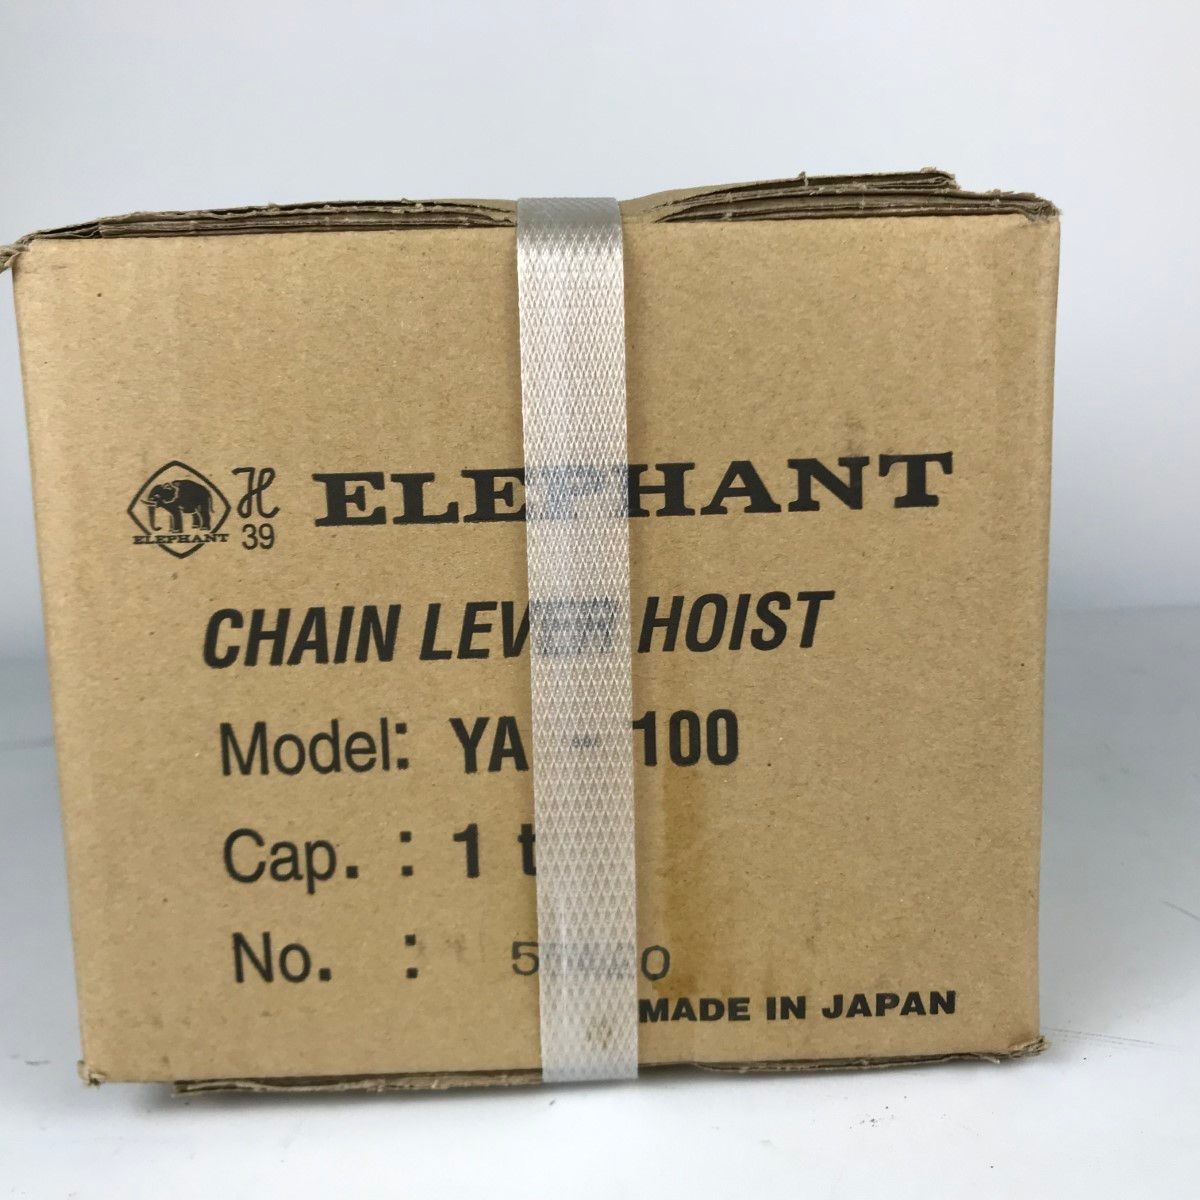 ELEPHANT
H
39
ELEPHANT
CHAIN LEVER HOIST
Model: YA - 100
Cap. : 1 t
No. :
MADE IN JAPAN